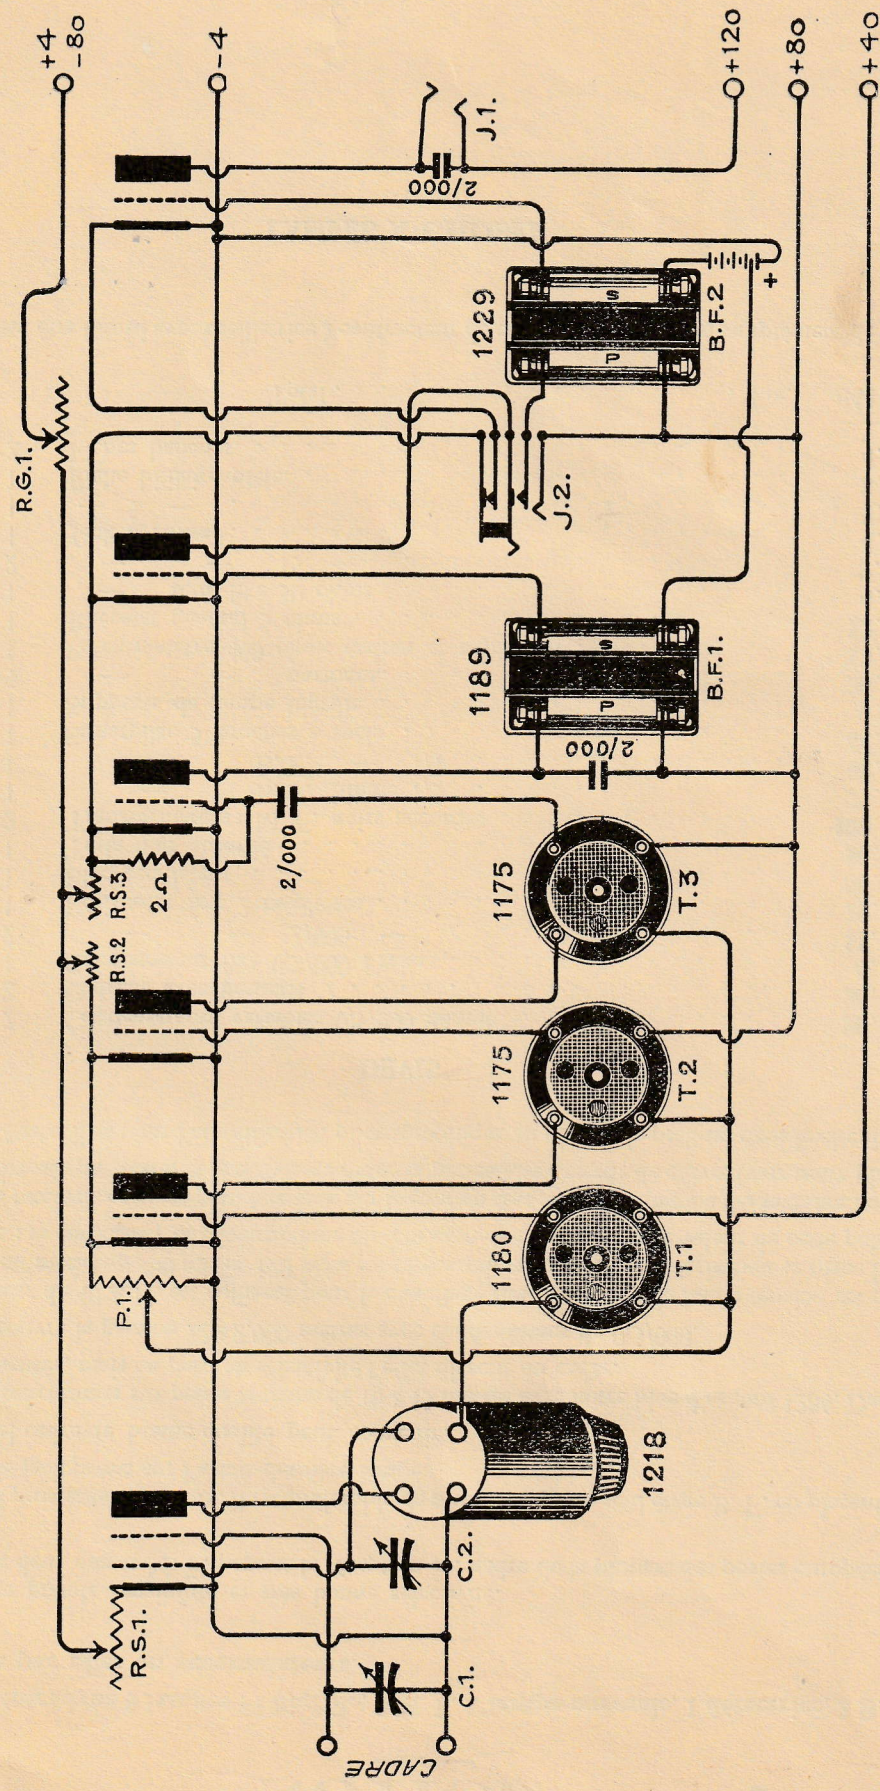 R.G.1.
+4
-80
R.S.1.
P.1.
R.S.2
R.S.3
2Ω
-4
2/000
CADRE
C.1.
C.2.
2/000
J.1.
1218
1180
T.1
1175
T.2
1175
T.3
2/000
1189
P
S
B.F.1.
J.2.
1229
P
S
B.F.2
+
+120
+80
+40